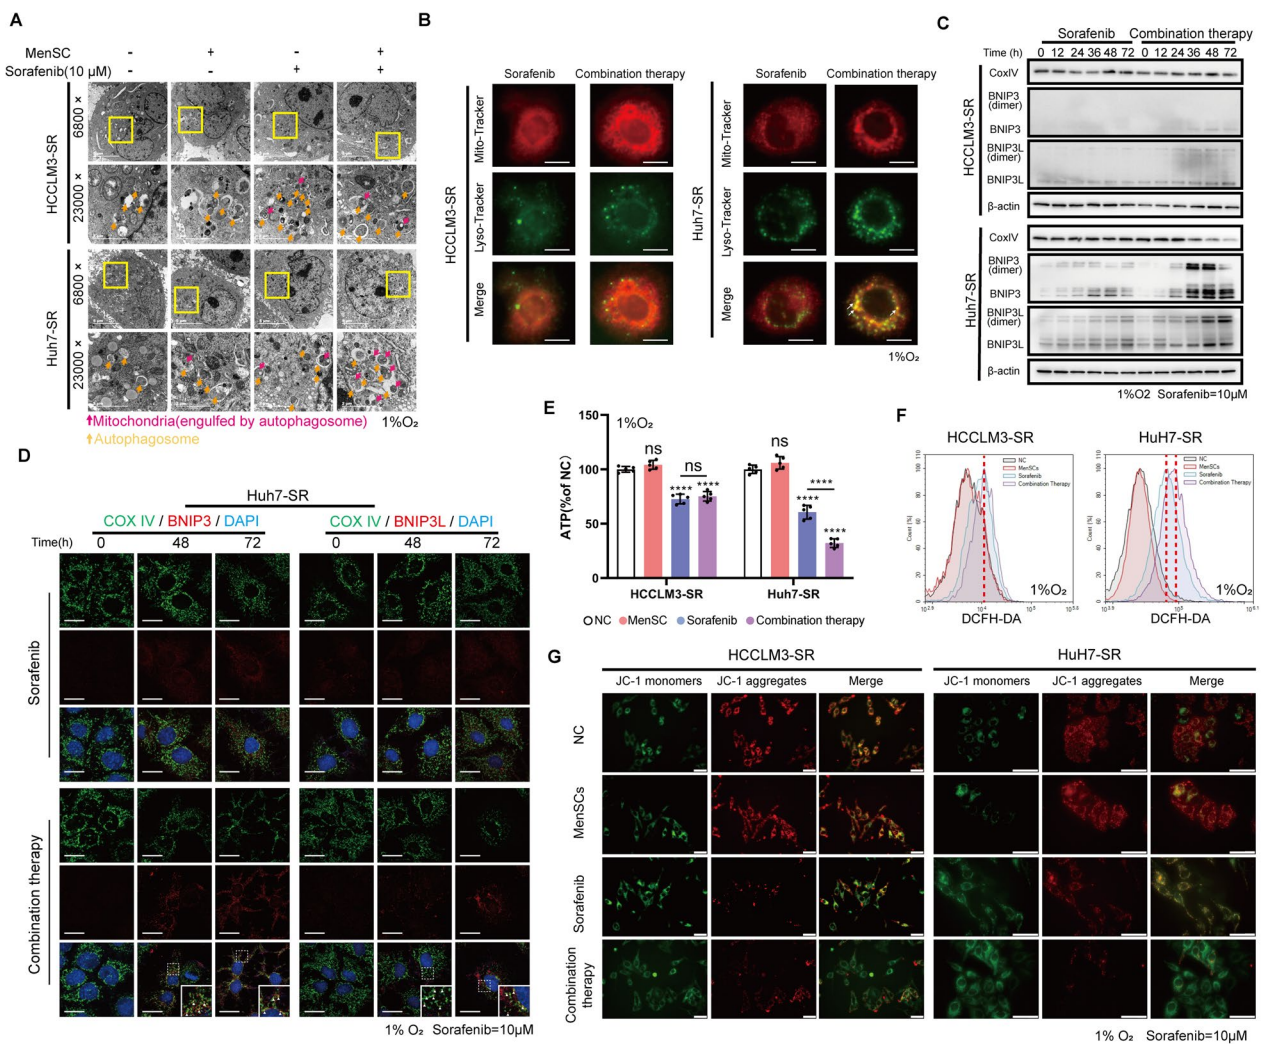 A
MenSC - + - +
Sorafenib(10 μM) - - + +
HCCLM3-SR
6800 ×
23000 ×
Huh7-SR
6800 ×
23000 ×
Mitochondria(engulfed by autophagosome) 1%O₂
Autophagosome
B
Sorafenib Combination therapy Sorafenib Combination therapy
HCCLM3-SR
Mito-Tracker
Lyso-Tracker
Merge
Huh7-SR
Mito-Tracker
Lyso-Tracker
Merge
1%O₂
C
Sorafenib Combination therapy
Time (h) 0 12 24 36 48 72 0 12 24 36 48 72
HCCLM3-SR
CoxIV
BNIP3
(dimer)
BNIP3
BNIP3L
(dimer)
BNIP3L
β-actin
Huh7-SR
CoxIV
BNIP3
(dimer)
BNIP3
BNIP3L
(dimer)
BNIP3L
β-actin
1%O2 Sorafenib=10μM
D
Huh7-SR
COX IV / BNIP3 / DAPI COX IV / BNIP3L / DAPI
Time(h) 0 48 72 0 48 72
Sorafenib
Combination therapy
1% O₂ Sorafenib=10μM
E
1%O₂
ATP(%of NC)
150
100
50
0
ns
ns
**** ****
ns
****
****
****
HCCLM3-SR Huh7-SR
NC MenSC Sorafenib Combination therapy
F
HCCLM3-SR HuH7-SR
NC
MenSCs
Sorafenib
Combination Therapy
NC
MenSCs
Sorafenib
Combination Therapy
Count (%)
Count (%)
1%O₂ 1%O₂
DCFH-DA DCFH-DA
G
HCCLM3-SR HuH7-SR
JC-1 monomers JC-1 aggregates Merge JC-1 monomers JC-1 aggregates Merge
NC
MenSCs
Sorafenib
Combination
therapy
1% O₂ Sorafenib=10μM